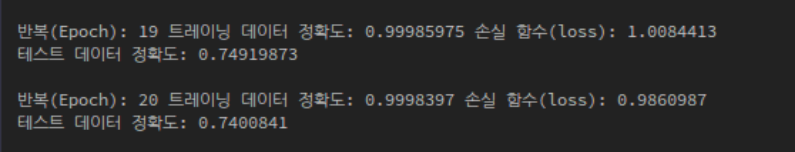 반복(Epoch): 19 트레이닝 데이터 정확도: 0.99985975 손실 함수(loss): 1.0084413
테스트 데이터 정확도: 0.74919873
반복(Epoch): 20 트레이닝 데이터 정확도: 0.9998397 손실 함수(loss): 0.9860987
테스트 데이터 정확도: 0.7400841